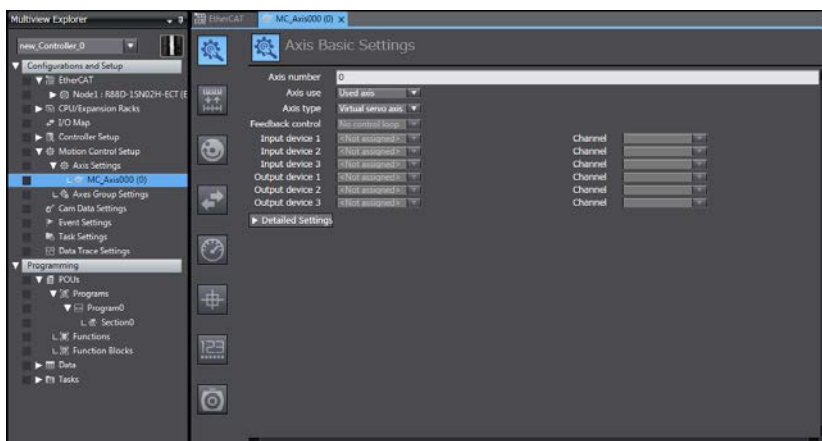 Multiview Explorer
new_Controller_0
Configurations and Setup
EtherCAT
Node1 : R88D-1SN02H-ECT (E
CPU/Expansion Racks
I/O Map
Controller Setup
Motion Control Setup
Axis Settings
MC_Axis000 (0)
Axes Group Settings
Cam Data Settings
Event Settings
Task Settings
Data Trace Settings
Programming
POUs
Programs
Program0
Section0
Functions
Function Blocks
Data
Tasks
EtherCAT MC_Axis000 (0)
Axis Basic Settings
Axis number 0
Axis use Used axis
Axis type Virtual servo axis
Feedback control No control loop
Input device 1 <Not assigned> Channel
Input device 2 <Not assigned> Channel
Input device 3 <Not assigned> Channel
Output device 1 <Not assigned> Channel
Output device 2 <Not assigned> Channel
Output device 3 <Not assigned> Channel
Detailed Settings
123